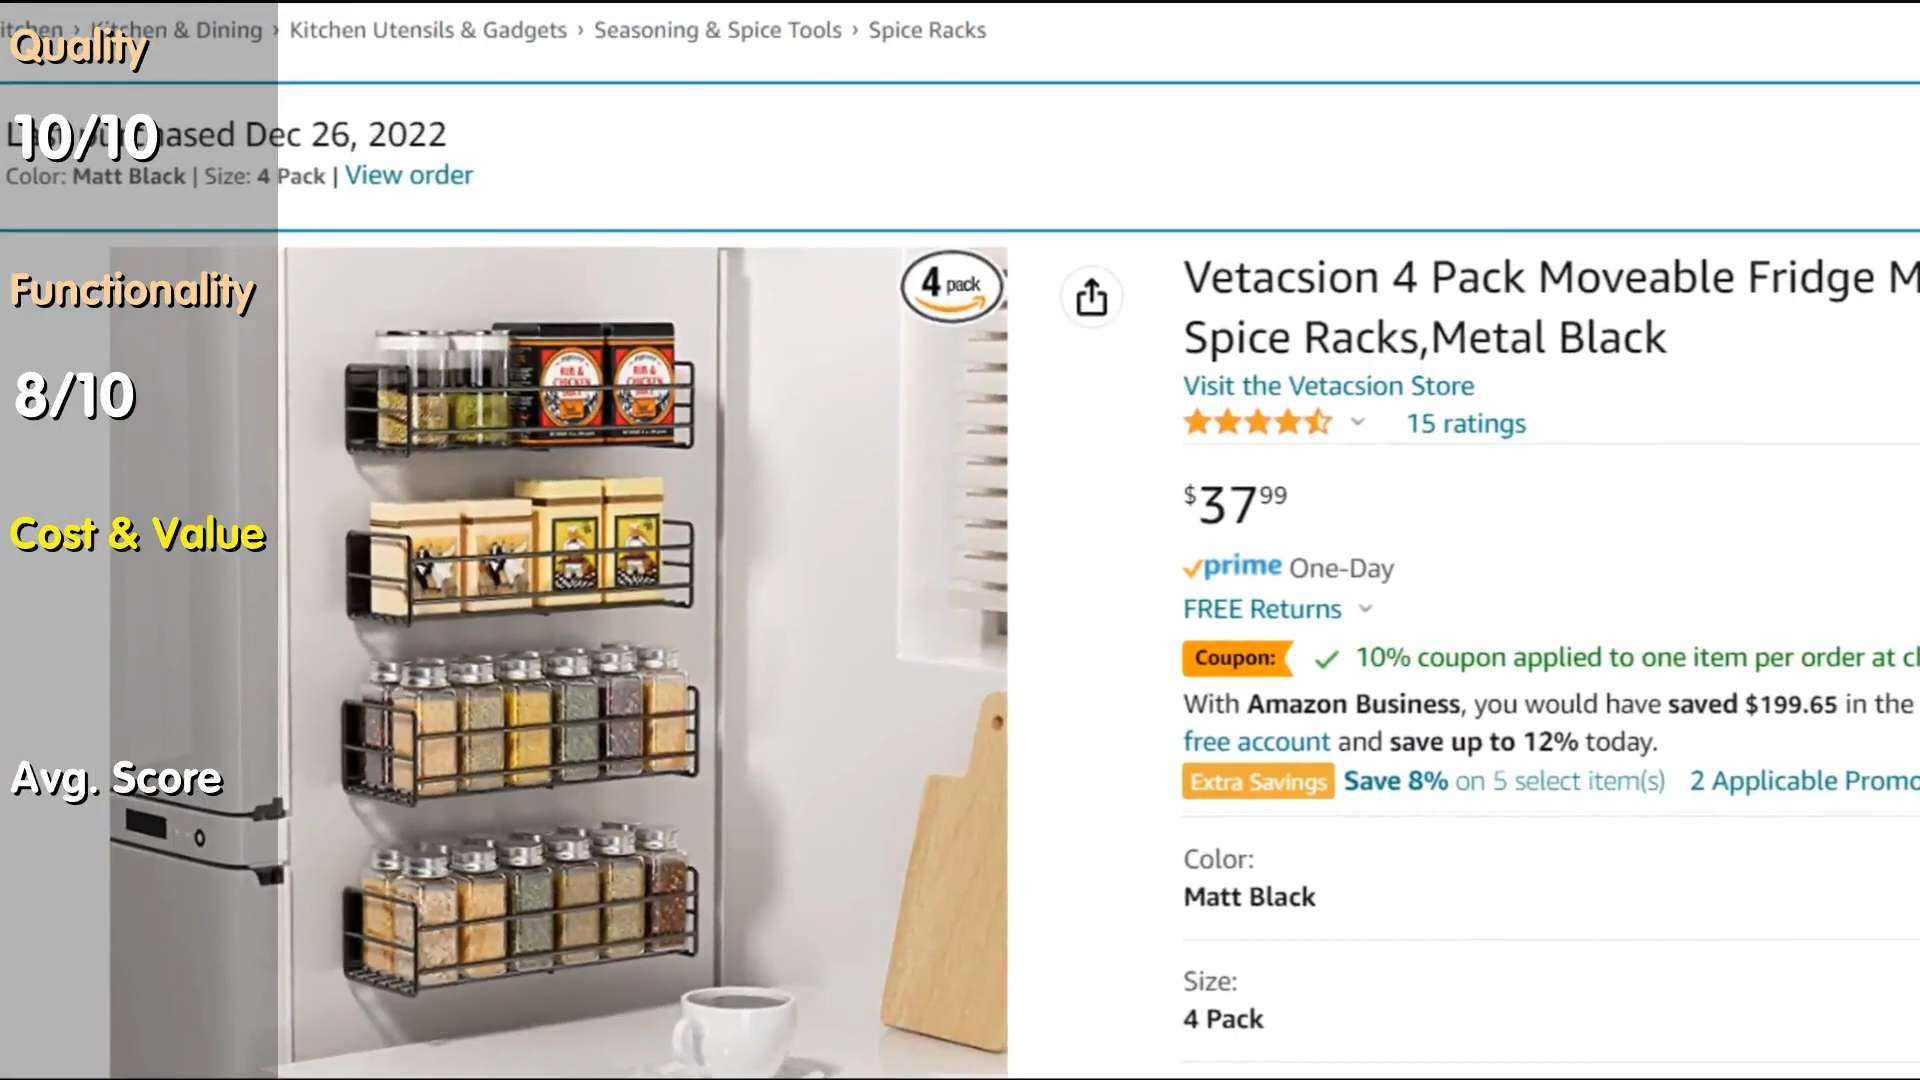 Kitchen & Dining › Kitchen Utensils & Gadgets › Seasoning & Spice Tools › Spice Racks
Quality
10/10
Last purchased Dec 26, 2022
Color: Matt Black | Size: 4 Pack | View order
Functionality
8/10
Cost & Value
Avg. Score
4 pack
Vetacsion 4 Pack Moveable Fridge M
Spice Racks,Metal Black
Visit the Vetacsion Store
15 ratings
$37 99
prime One-Day
FREE Returns
Coupon: 10% coupon applied to one item per order at
With Amazon Business, you would have saved $199.65 in the
free account and save up to 12% today.
Extra Savings Save 8% on 5 select item(s) 2 Applicable Promo
Color:
Matt Black
Size:
4 Pack